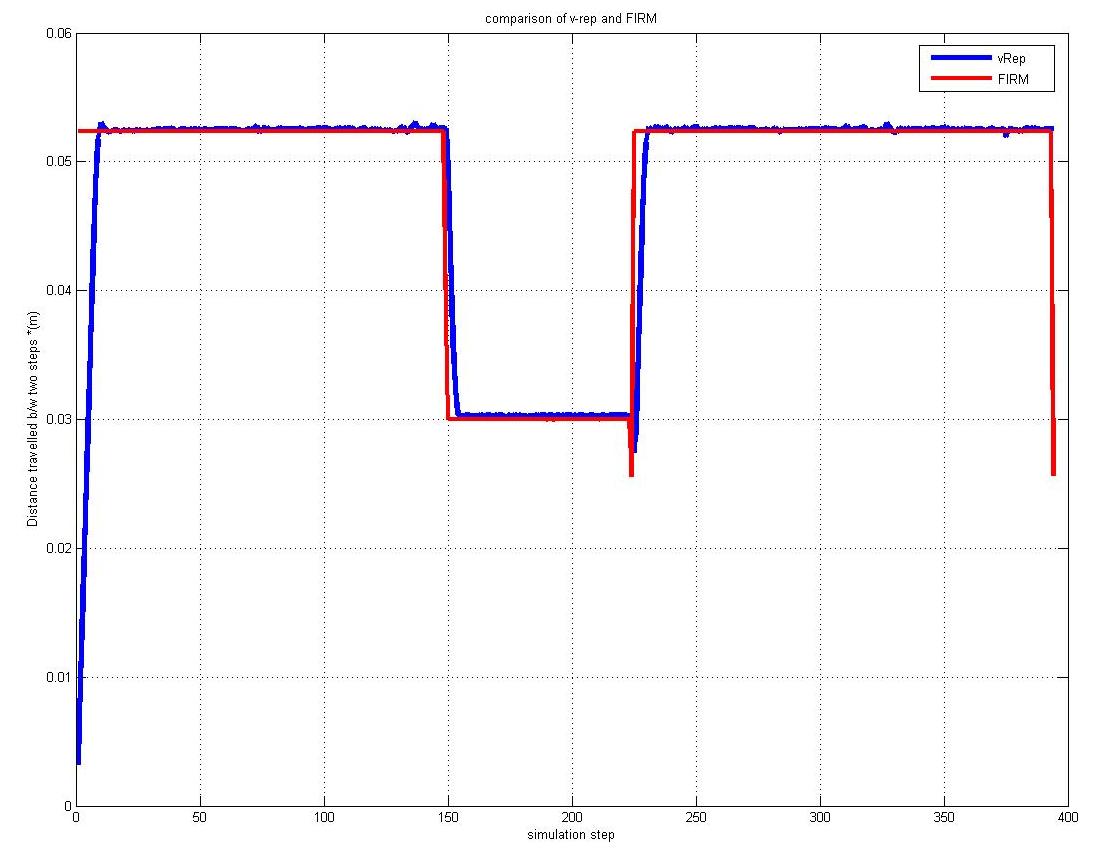 comparison of v-rep and FIRM
0.06
0.05
0.04
0.03
0.02
0.01
0
Distance travelled b/w two steps *(m)
vRep
FIRM
0 50 100 150 200 250 300 350 400
simulation step